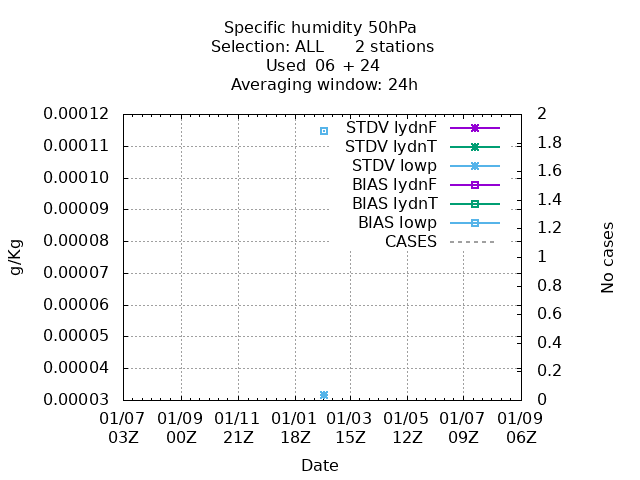 Specific humidity 50hPa
Selection: ALL 2 stations
Used 06 + 24
Averaging window: 24h
0.00012
0.00011
0.00010
0.00009
0.00008
0.00007
0.00006
0.00005
0.00004
0.00003
g/Kg
STDV lydnF
STDV lydnT
STDV lowp
BIAS lydnF
BIAS lydnT
BIAS lowp
CASES
2
1.8
1.6
1.4
1.2
1
0.8
0.6
0.4
0.2
0
No cases
01/07 01/09 01/11 01/01 01/03 01/05 01/07 01/09
03Z 00Z 21Z 18Z 15Z 12Z 09Z 06Z
Date